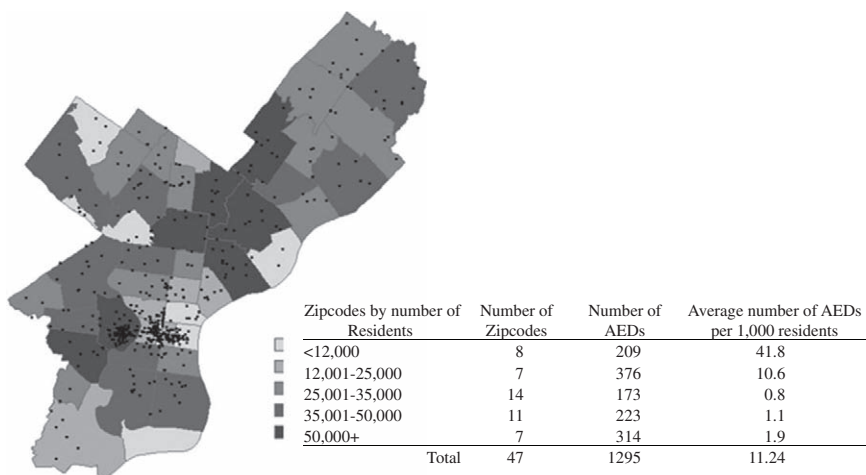 Zipcodes by number of Residents Number of Zipcodes Number of AEDs Average number of AEDs per 1,000 residents
<12,000 8 209 41.8
12,001-25,000 7 376 10.6
25,001-35,000 14 173 0.8
35,001-50,000 11 223 1.1
50,000+ 7 314 1.9
Total 47 1295 11.24